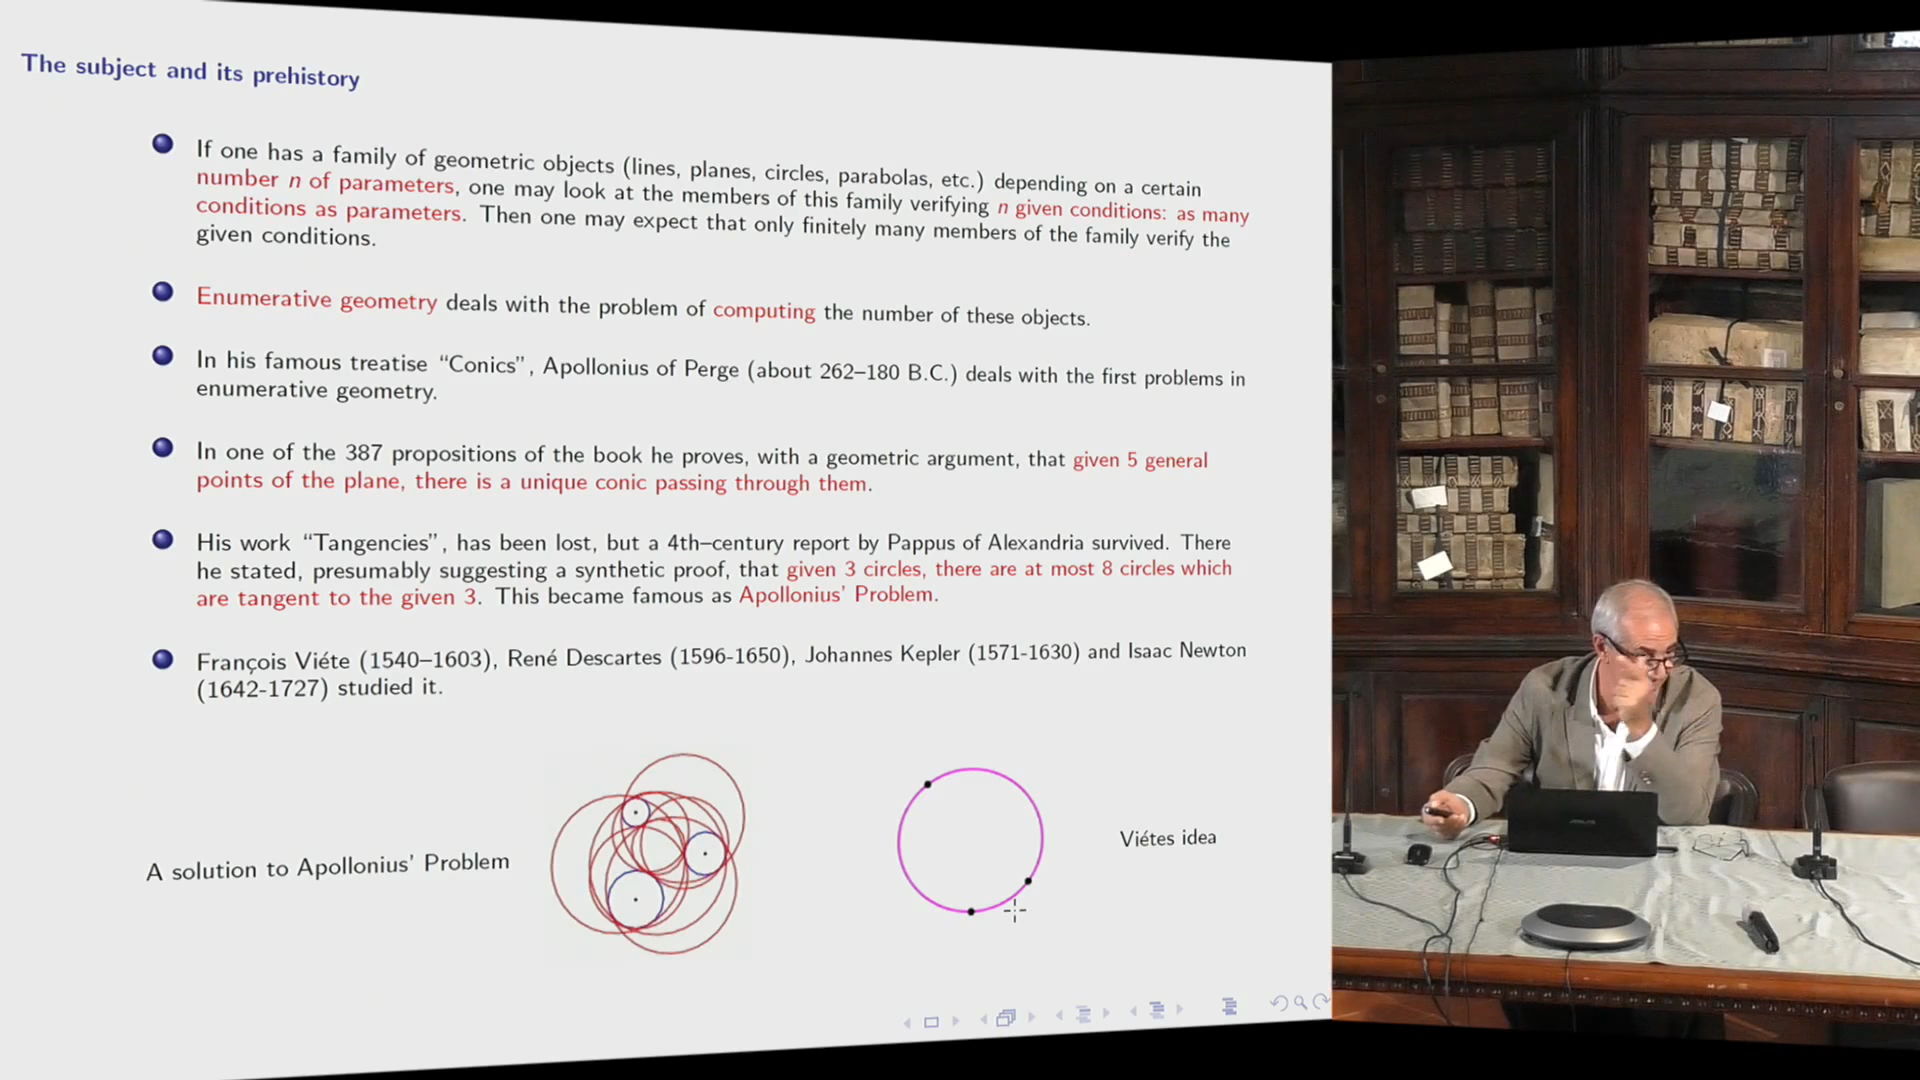 The subject and its prehistory
If one has a family of geometric objects (lines, planes, circles, parabolas, etc.) depending on a certain
number n of parameters, one may look at the members of this family verifying n given conditions: as many
conditions as parameters. Then one may expect that only finitely many members of the family verify the
given conditions.
Enumerative geometry deals with the problem of computing the number of these objects.
In his famous treatise “Conics”, Apollonius of Perge (about 262–180 B.C.) deals with the first problems in
enumerative geometry.
In one of the 387 propositions of the book he proves, with a geometric argument, that given 5 general
points of the plane, there is a unique conic passing through them.
His work “Tangencies”, has been lost, but a 4th–century report by Pappus of Alexandria survived. There
he stated, presumably suggesting a synthetic proof, that given 3 circles, there are at most 8 circles which
are tangent to the given 3. This became famous as Apollonius' Problem.
François Viéte (1540–1603), René Descartes (1596-1650), Johannes Kepler (1571-1630) and Isaac Newton
(1642-1727) studied it.
A solution to Apollonius' Problem
Viétes idea